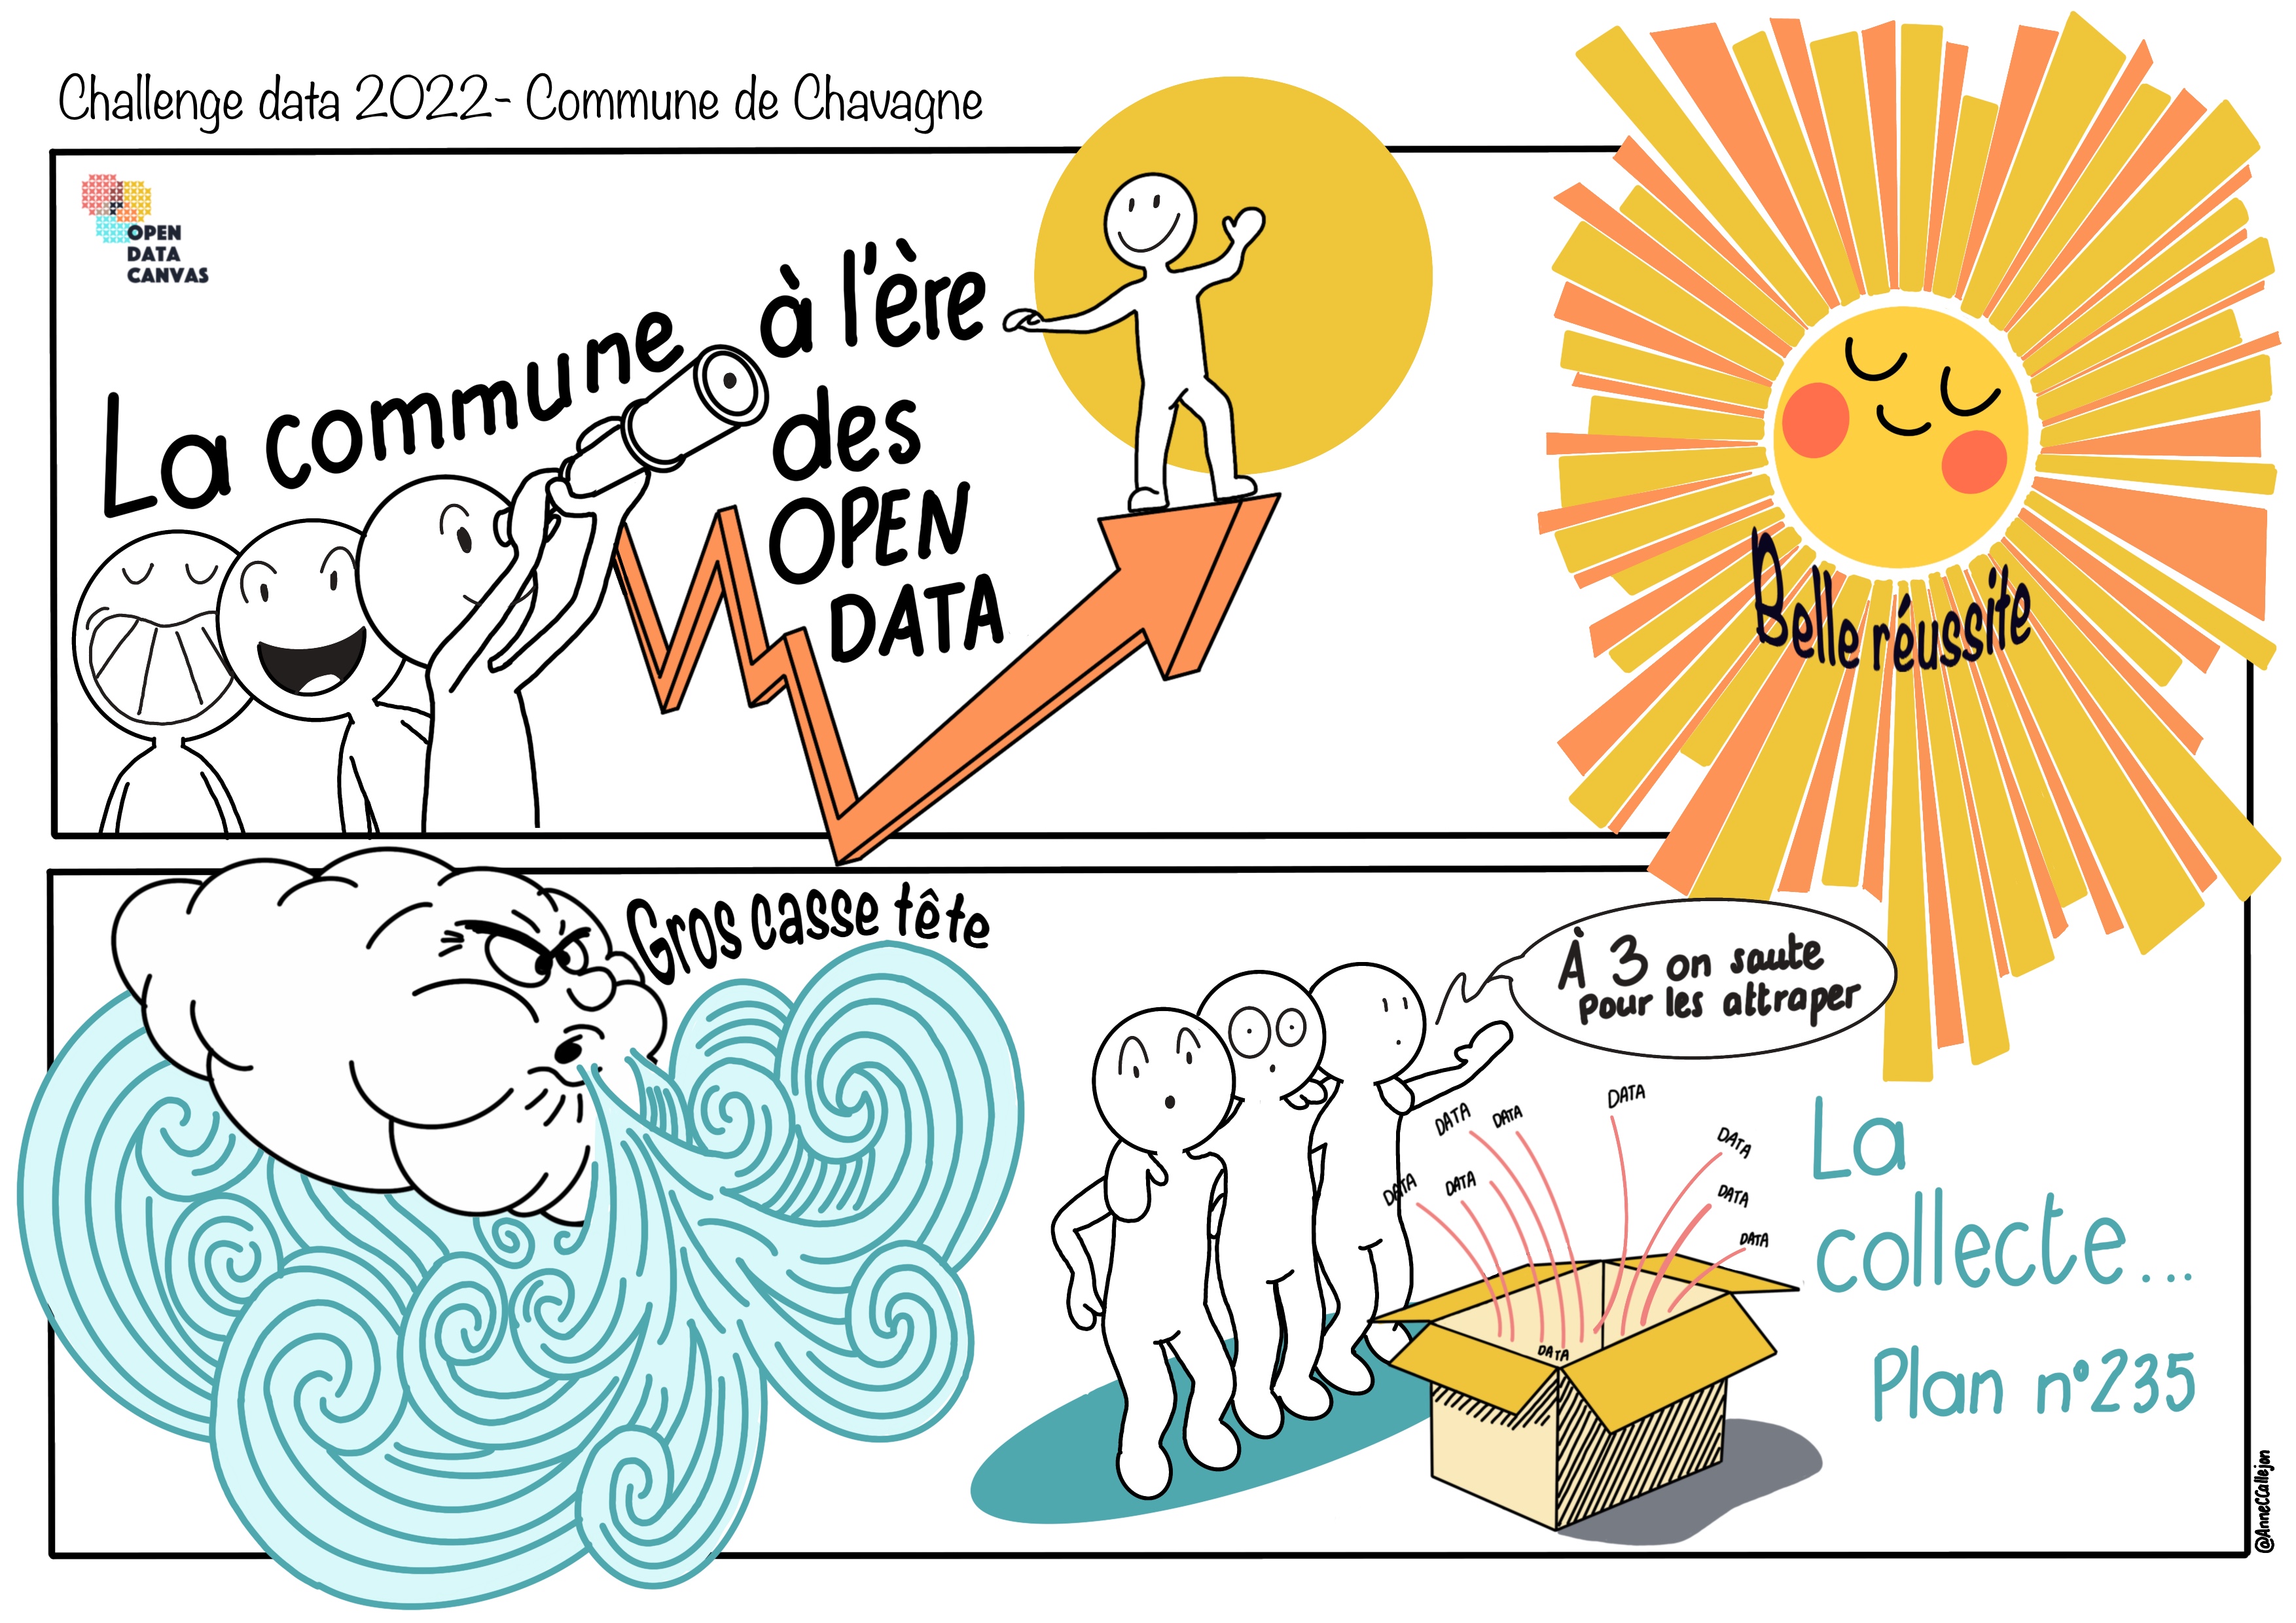 Challenge data 2022- Commune de Chavagne
OPEN
DATA
CANVAS
La commune à l'ère
des
OPEN
DATA
Belle réussite
Gros casse tête
À 3 on saute
pour les attraper
DATA
DATA
DATA
DATA
DATA
DATA
DATA
DATA
DATA
La
collecte...
Plan n°235
@AnneCCallejon